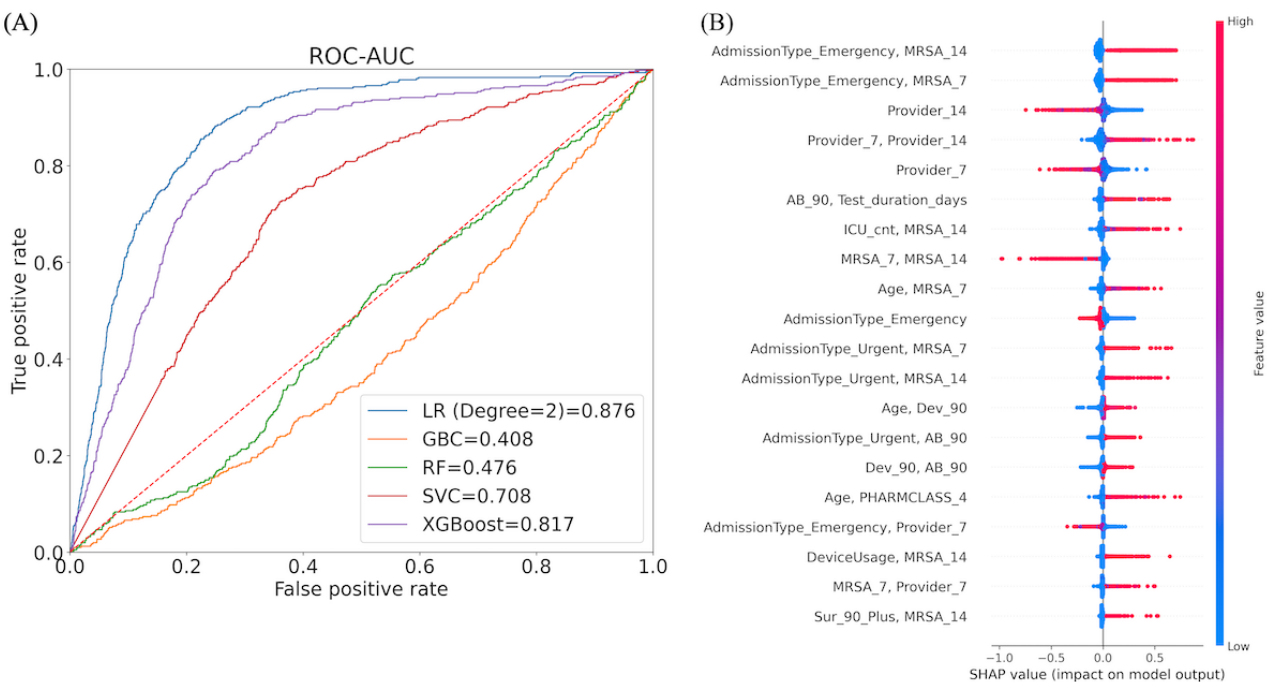 (A)
ROC-AUC
1.0
0.8
0.6
0.4
0.2
0.0
0.0 0.2 0.4 0.6 0.8 1.0
True positive rate
False positive rate
LR (Degree=2)=0.876
GBC=0.408
RF=0.476
SVC=0.708
XGBoost=0.817
(B)
AdmissionType_Emergency, MRSA_14
AdmissionType_Emergency, MRSA_7
Provider_14
Provider_7, Provider_14
Provider_7
AB_90, Test_duration_days
ICU_cnt, MRSA_14
MRSA_7, MRSA_14
Age, MRSA_7
AdmissionType_Emergency
AdmissionType_Urgent, MRSA_7
AdmissionType_Urgent, MRSA_14
Age, Dev_90
AdmissionType_Urgent, AB_90
Dev_90, AB_90
Age, PHARMCLASS_4
AdmissionType_Emergency, Provider_7
DeviceUsage, MRSA_14
MRSA_7, Provider_7
Sur_90_Plus, MRSA_14
−1.0 −0.5 0.0 0.5
SHAP value (impact on model output)
High
Feature value
Low